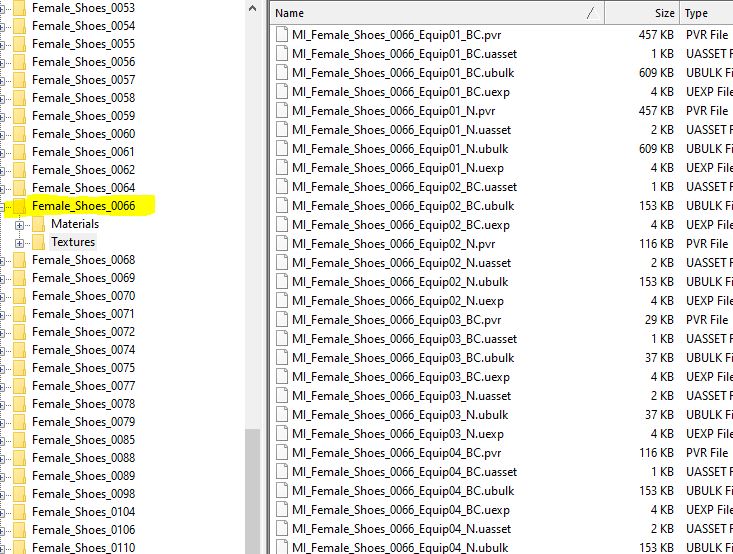 Female_Shoes_0053
Female_Shoes_0054
Female_Shoes_0055
Female_Shoes_0056
Female_Shoes_0057
Female_Shoes_0058
Female_Shoes_0059
Female_Shoes_0060
Female_Shoes_0061
Female_Shoes_0062
Female_Shoes_0064
Female_Shoes_0066
Materials
Textures
Female_Shoes_0068
Female_Shoes_0069
Female_Shoes_0070
Female_Shoes_0071
Female_Shoes_0072
Female_Shoes_0074
Female_Shoes_0075
Female_Shoes_0077
Female_Shoes_0078
Female_Shoes_0079
Female_Shoes_0085
Female_Shoes_0088
Female_Shoes_0089
Female_Shoes_0098
Female_Shoes_0104
Female_Shoes_0106
Female_Shoes_0110
Name Size Type
MI_Female_Shoes_0066_Equip01_BC.pvr 457 KB PVR File
MI_Female_Shoes_0066_Equip01_BC.uasset 1 KB UASSET F
MI_Female_Shoes_0066_Equip01_BC.ubulk 609 KB UBULK Fi
MI_Female_Shoes_0066_Equip01_BC.uexp 4 KB UEXP File
MI_Female_Shoes_0066_Equip01_N.pvr 457 KB PVR File
MI_Female_Shoes_0066_Equip01_N.uasset 2 KB UASSET F
MI_Female_Shoes_0066_Equip01_N.ubulk 609 KB UBULK Fi
MI_Female_Shoes_0066_Equip01_N.uexp 4 KB UEXP File
MI_Female_Shoes_0066_Equip02_BC.uasset 1 KB UASSET F
MI_Female_Shoes_0066_Equip02_BC.ubulk 153 KB UBULK Fi
MI_Female_Shoes_0066_Equip02_BC.uexp 4 KB UEXP File
MI_Female_Shoes_0066_Equip02_N.pvr 116 KB PVR File
MI_Female_Shoes_0066_Equip02_N.uasset 2 KB UASSET F
MI_Female_Shoes_0066_Equip02_N.ubulk 153 KB UBULK Fi
MI_Female_Shoes_0066_Equip02_N.uexp 4 KB UEXP File
MI_Female_Shoes_0066_Equip03_BC.pvr 29 KB PVR File
MI_Female_Shoes_0066_Equip03_BC.uasset 1 KB UASSET F
MI_Female_Shoes_0066_Equip03_BC.ubulk 37 KB UBULK Fi
MI_Female_Shoes_0066_Equip03_BC.uexp 4 KB UEXP File
MI_Female_Shoes_0066_Equip03_N.uasset 2 KB UASSET F
MI_Female_Shoes_0066_Equip03_N.ubulk 37 KB UBULK Fi
MI_Female_Shoes_0066_Equip03_N.uexp 4 KB UEXP File
MI_Female_Shoes_0066_Equip04_BC.pvr 116 KB PVR File
MI_Female_Shoes_0066_Equip04_BC.uasset 1 KB UASSET F
MI_Female_Shoes_0066_Equip04_BC.ubulk 153 KB UBULK Fi
MI_Female_Shoes_0066_Equip04_BC.uexp 4 KB UEXP File
MI_Female_Shoes_0066_Equip04_N.uasset 2 KB UASSET F
MI_Female_Shoes_0066_Equip04_N.ubulk 153 KB UBULK Fi